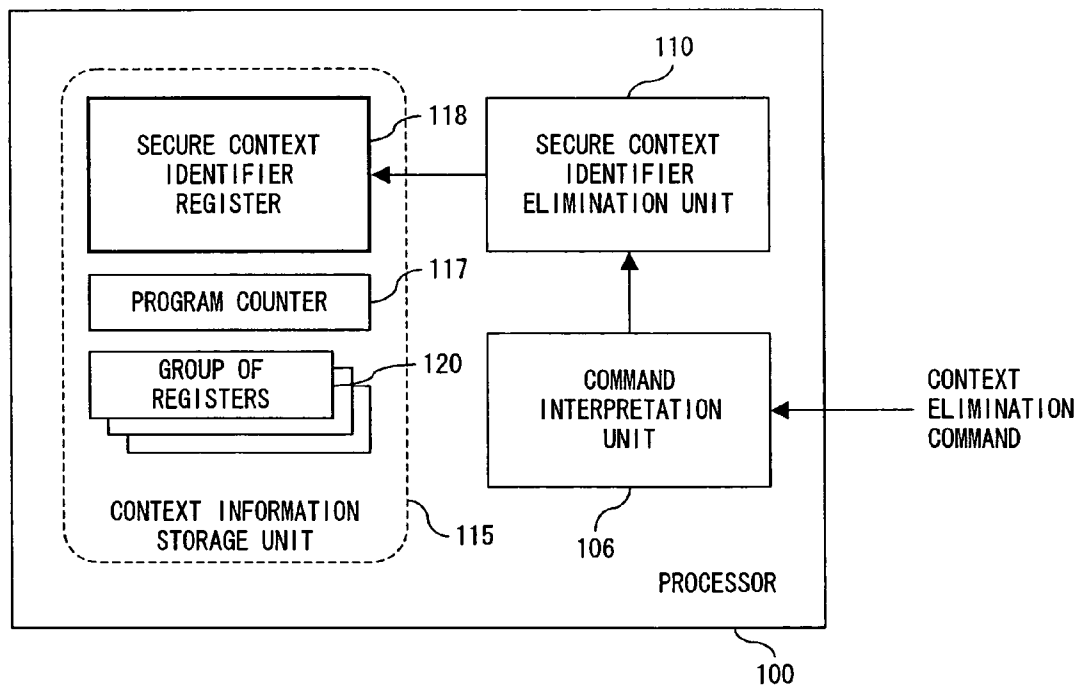 110
118
SECURE CONTEXT
IDENTIFIER
REGISTER
SECURE CONTEXT
IDENTIFIER
ELIMINATION UNIT
117
PROGRAM COUNTER
GROUP OF
REGISTERS
120
COMMAND
INTERPRETATION
UNIT
CONTEXT
ELIMINATION
COMMAND
CONTEXT INFORMATION
STORAGE UNIT
115
106
PROCESSOR
100